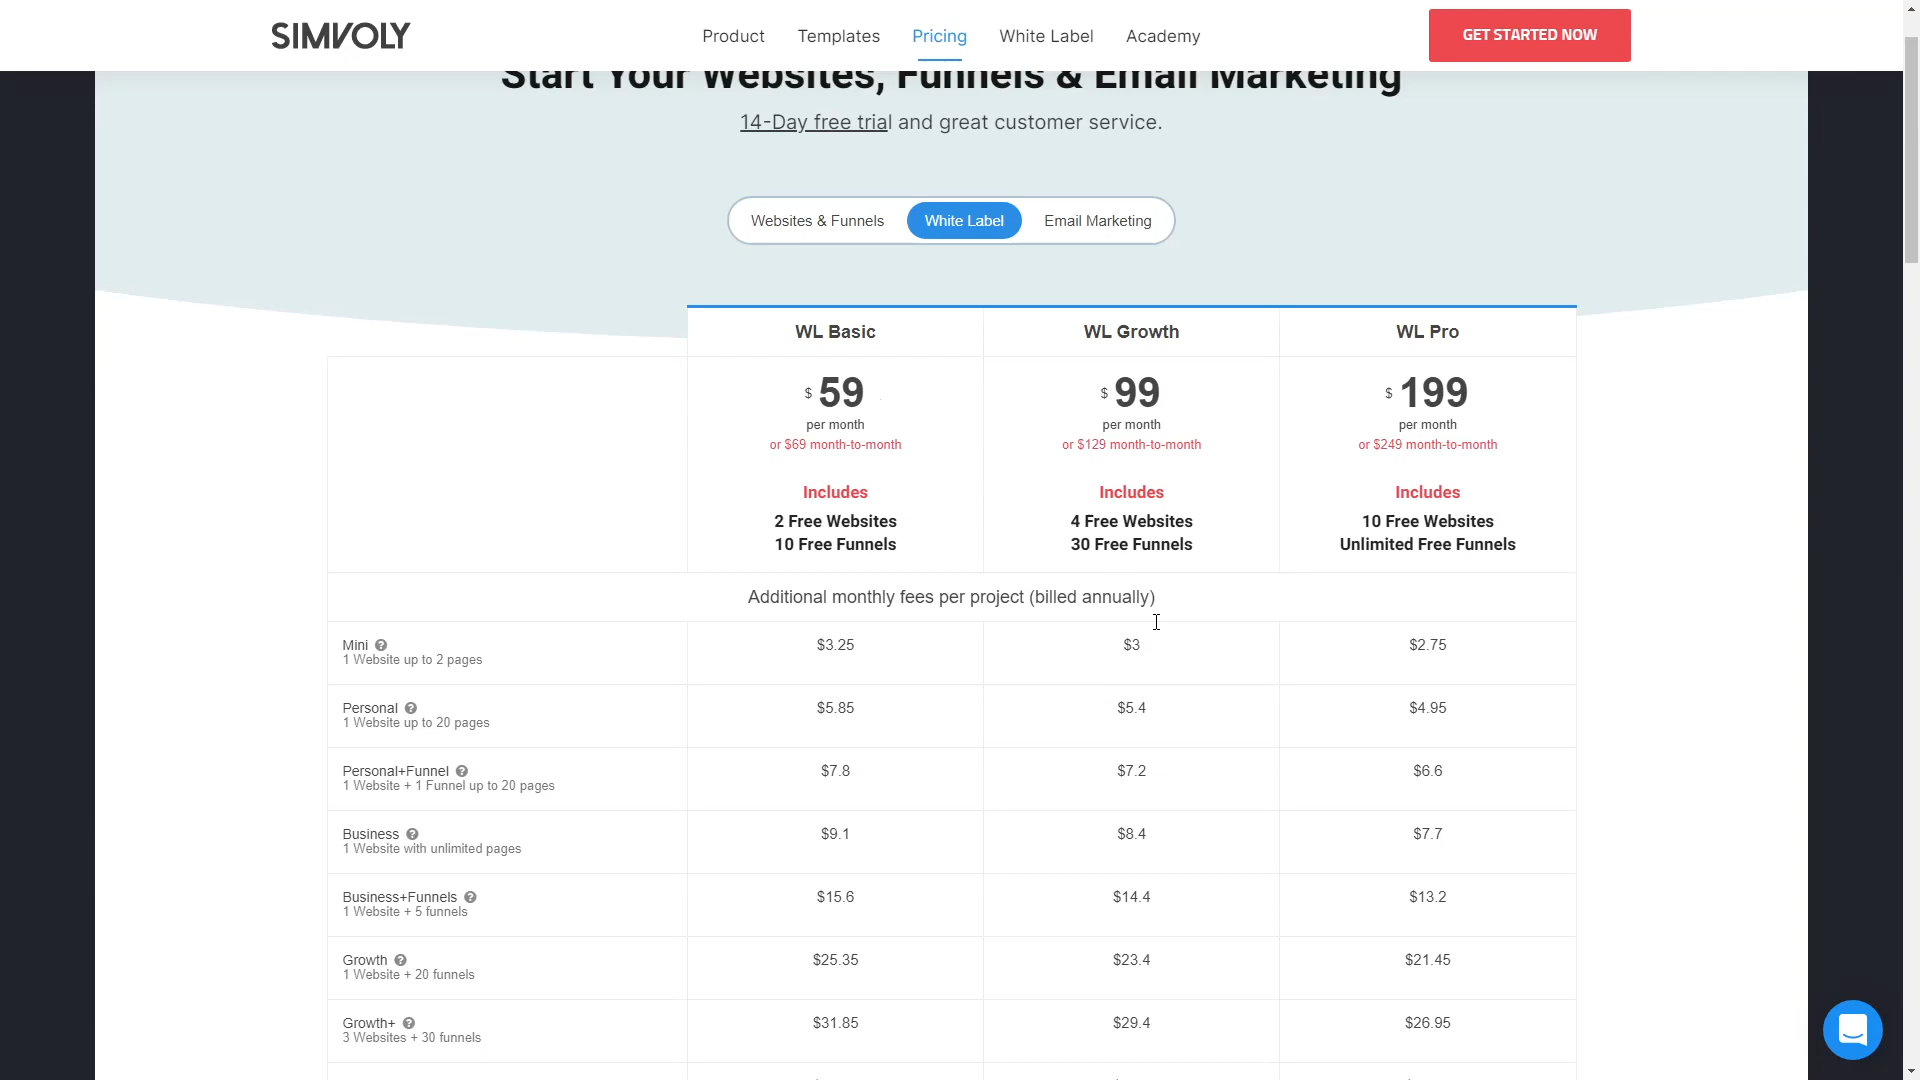 SIMVOLY
Product
Templates
Pricing
White Label
Academy
GET STARTED NOW
Start Your Websites, Funnels & Email Marketing
14-Day free trial and great customer service.
Websites & Funnels
White Label
Email Marketing
WL Basic
WL Growth
WL Pro
$ 59
per month
or $69 month-to-month
$ 99
per month
or $129 month-to-month
$ 199
per month
or $249 month-to-month
Includes
2 Free Websites
10 Free Funnels
Includes
4 Free Websites
30 Free Funnels
Includes
10 Free Websites
Unlimited Free Funnels
Additional monthly fees per project (billed annually)
Mini ?
1 Website up to 2 pages
$3.25
$3
$2.75
Personal ?
1 Website up to 20 pages
$5.85
$5.4
$4.95
Personal+Funnel ?
1 Website + 1 Funnel up to 20 pages
$7.8
$7.2
$6.6
Business ?
1 Website with unlimited pages
$9.1
$8.4
$7.7
Business+Funnels ?
1 Website + 5 funnels
$15.6
$14.4
$13.2
Growth ?
1 Website + 20 funnels
$25.35
$23.4
$21.45
Growth+ ?
3 Websites + 30 funnels
$31.85
$29.4
$26.95